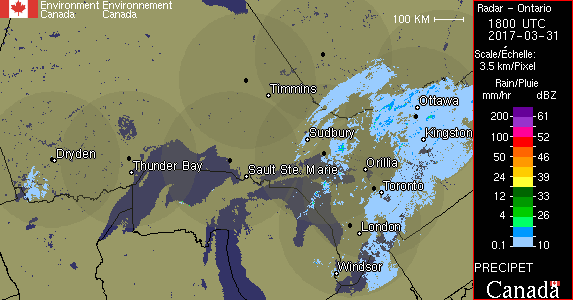 Environment Environnement
Canada Canada
100 KM
Timmins
Ottawa
Sudbury
Kingston
Dryden
Thunder Bay
Sault Ste. Marie
Orillia
Toronto
London
Windsor
Radar - Ontario
1800 UTC
2017-03-31
Scale/Échelle:
3.5 km/Pixel
Rain/Pluie
mm/hr dBZ
200 61
100 52
50 46
24 39
12 33
4 26
0.1 10
PRECIPET
Canada